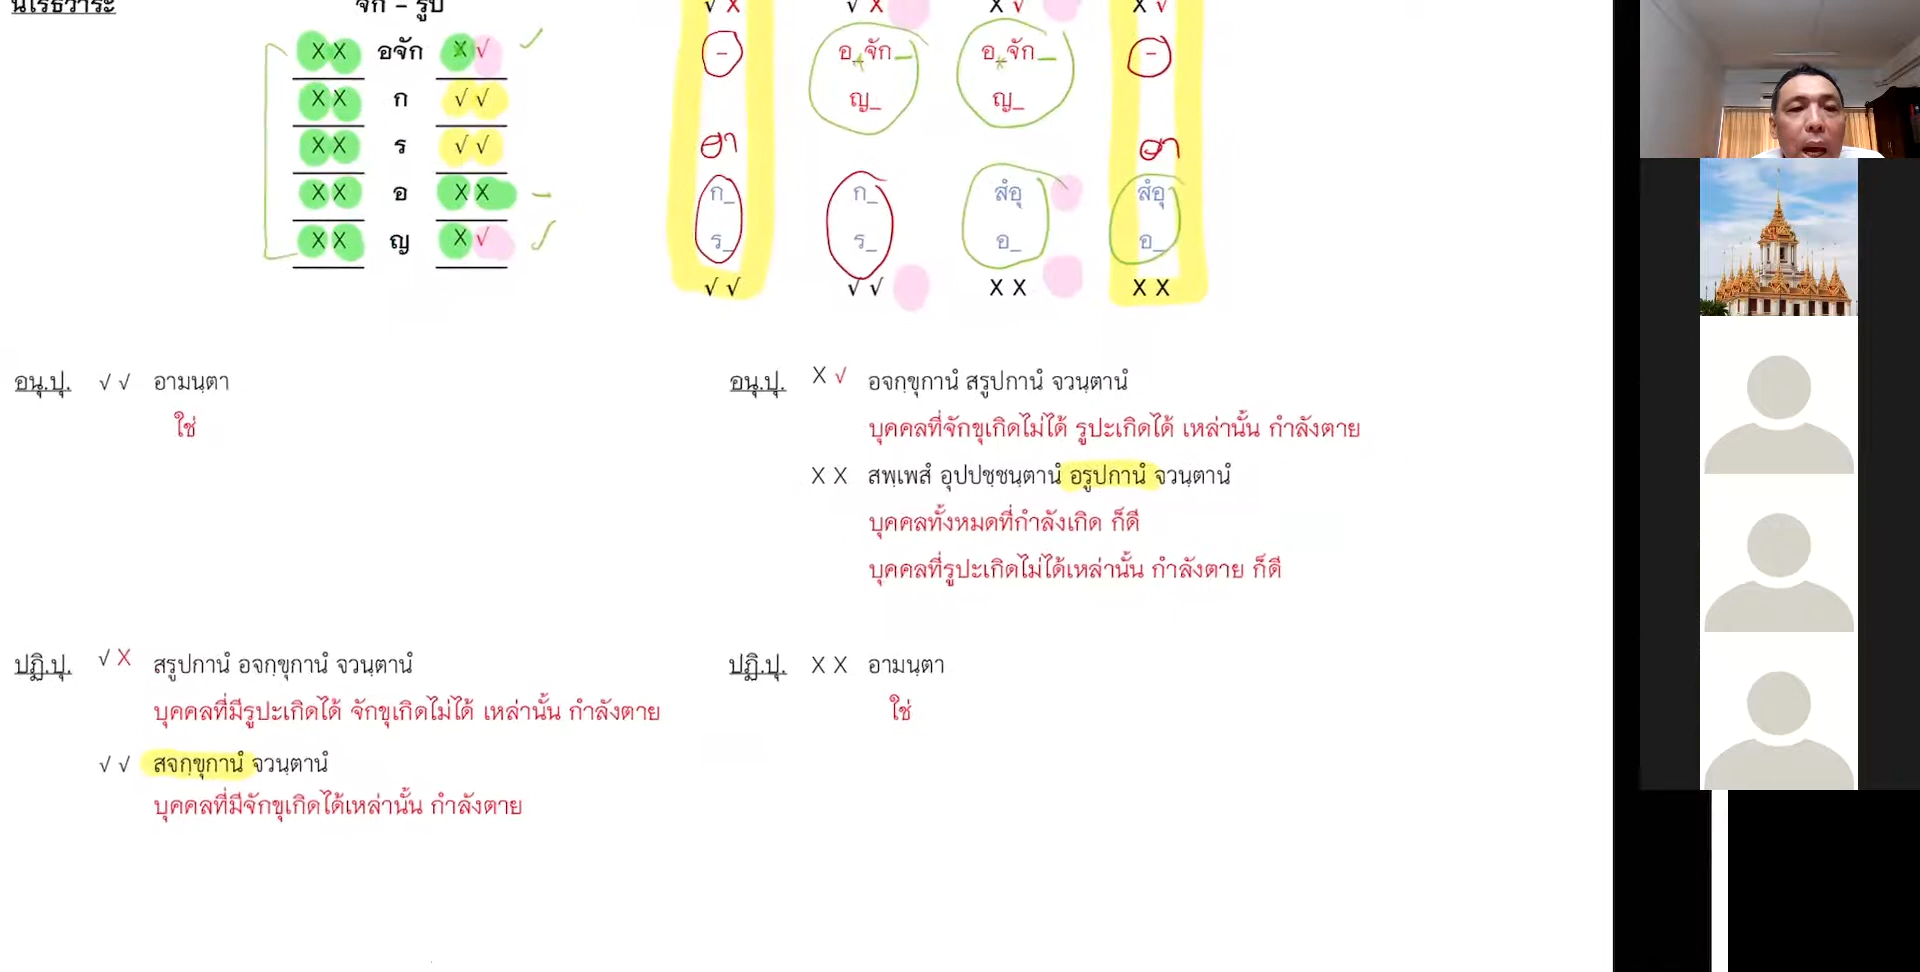 นิโรธวาระ
จัก – รูป
√ X √ X X √ X √
X X อจัก X √ ✓
– อ_จัก_ อ_จัก_ –
X X ก √ √
ญ_ ญ_
X X ร √ √
X X อ X X –
ก_ ก_ สํอุ สํอุ
X X ญ X √ ✓
ร_ ร_ อ_ อ_
√ √ √ √ X X X X
อนุ.ปุ. √ √ อามนฺตา
ใช่
อนุ.ปุ. X √ อจกฺขุกานํ สรูปกานํ จวนฺตานํ
บุคคลที่จักขุเกิดไม่ได้ รูปะเกิดได้ เหล่านั้น กำลังตาย
X X สพฺเพสํ อุปปชฺชนฺตานํ อรูปกานํ จวนฺตานํ
บุคคลทั้งหมดที่กำลังเกิด ก็ดี
บุคคลที่รูปะเกิดไม่ได้เหล่านั้น กำลังตาย ก็ดี
ปฏิ.ปุ. √ X สรูปกานํ อจกฺขุกานํ จวนฺตานํ
บุคคลที่มีรูปะเกิดได้ จักขุเกิดไม่ได้ เหล่านั้น กำลังตาย
√ √ สจกฺขุกานํ จวนฺตานํ
บุคคลที่มีจักขุเกิดได้เหล่านั้น กำลังตาย
ปฏิ.ปุ. X X อามนฺตา
ใช่